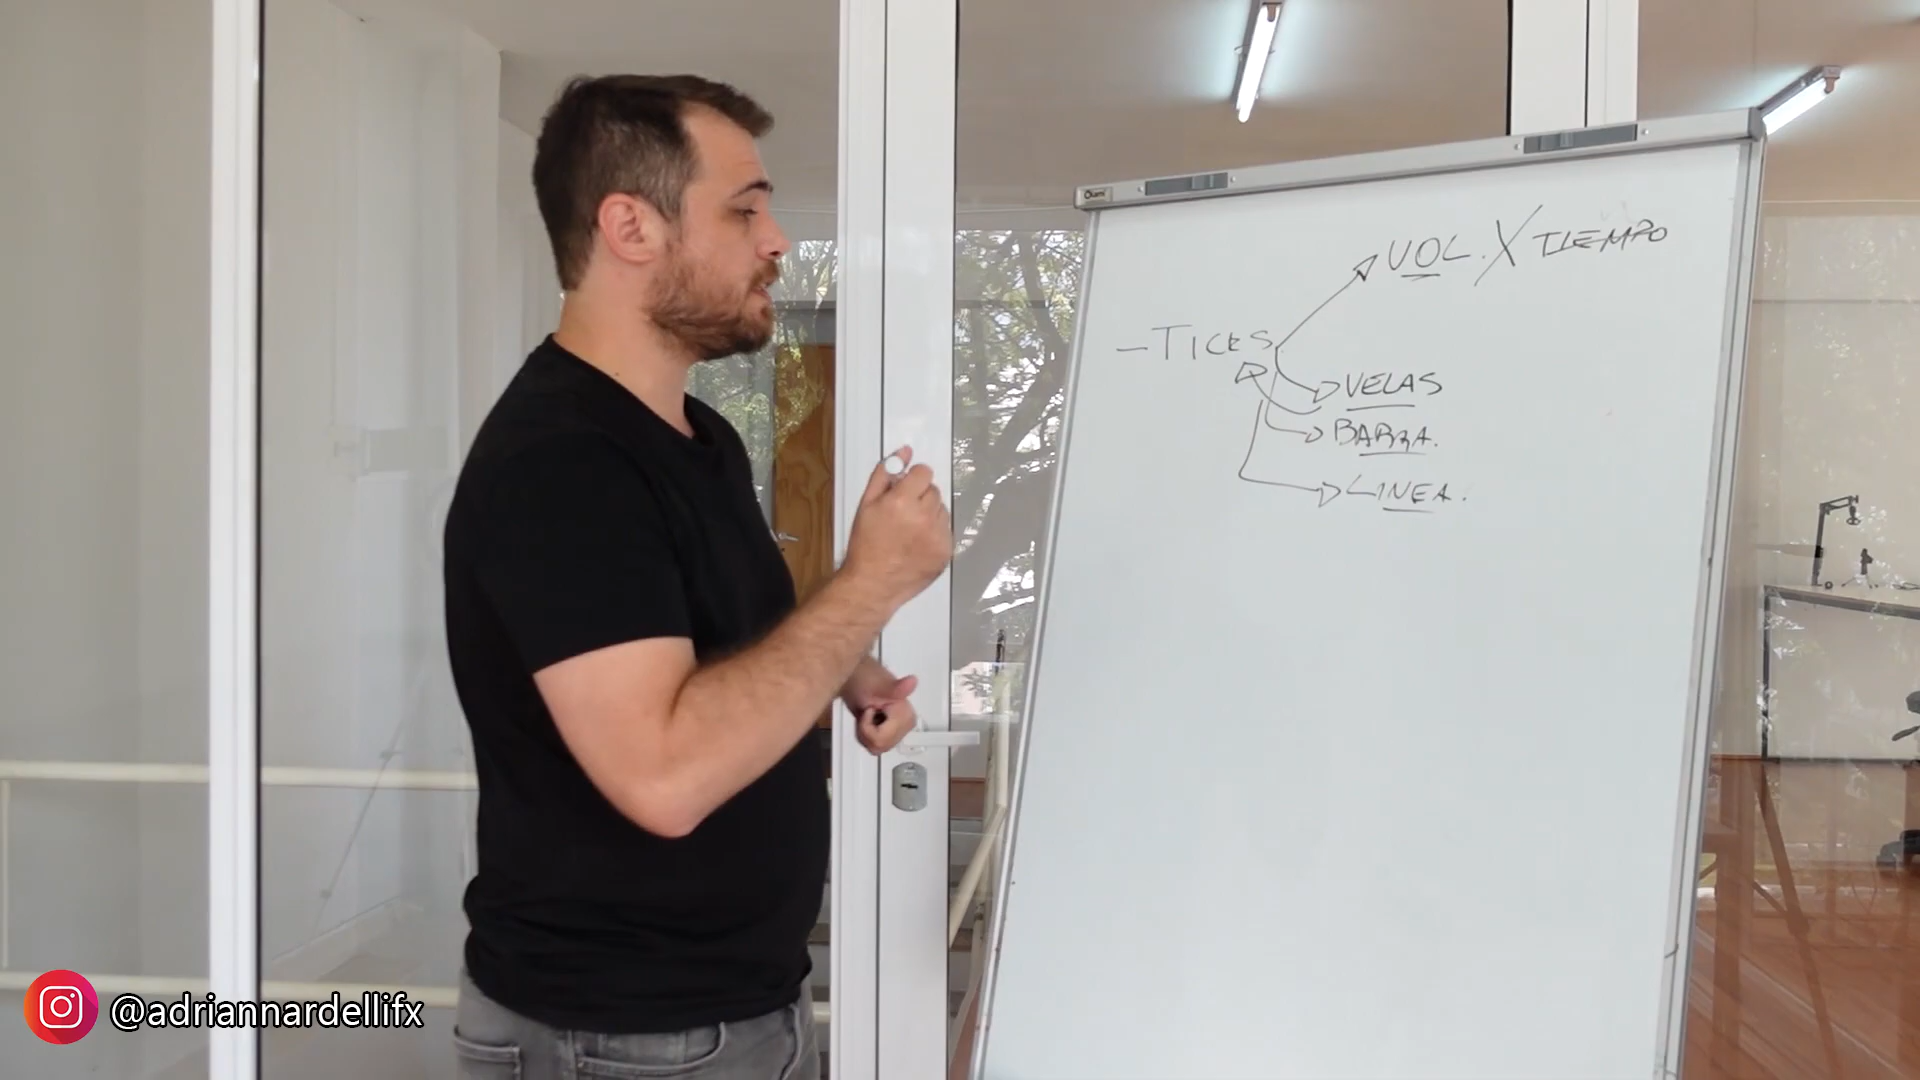 VOL. X TIEMPO
- TICKS
VELAS
BARRA.
LINEA.
@adriannardellifx